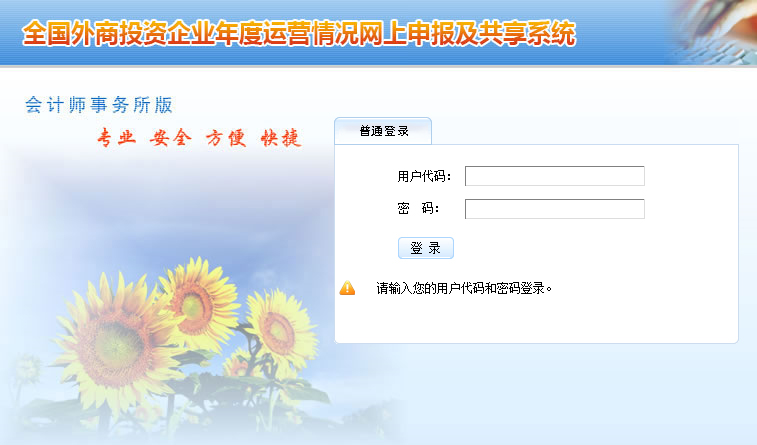 全国外商投资企业年度运营情况网上申报及共享系统
会计师事务所版
专业 安全 方便 快捷
普通登录
用户代码：
密 码：
登 录
请输入您的用户代码和密码登录。